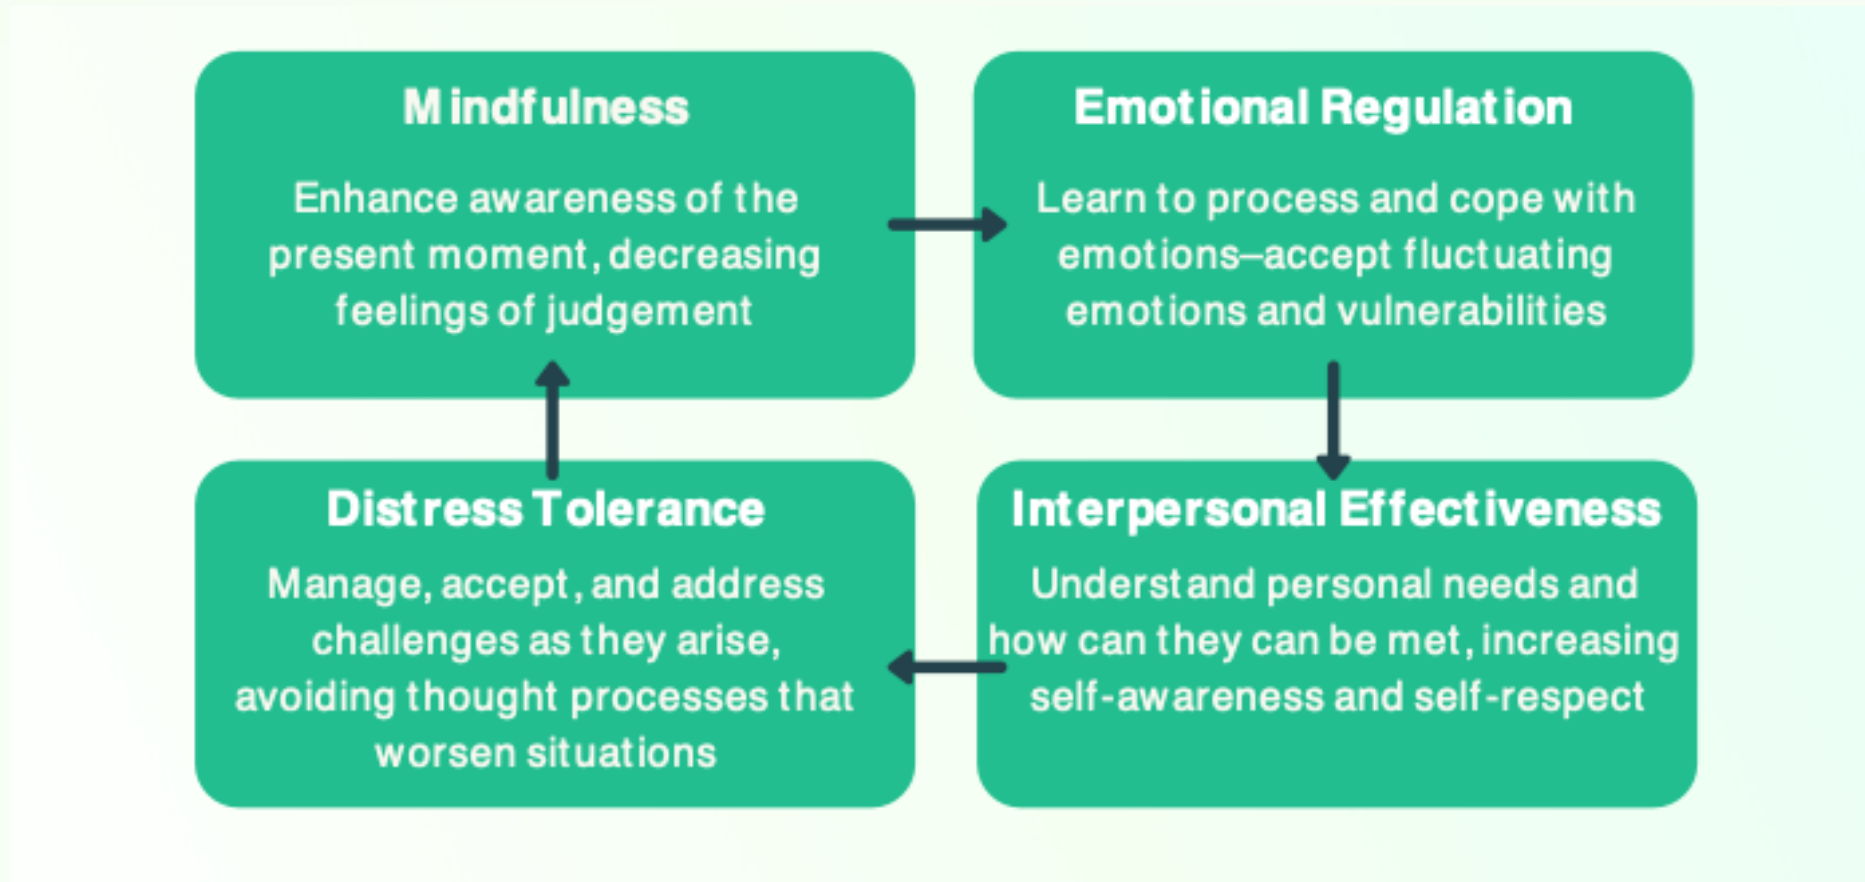 Mindfulness
Enhance awareness of the
present moment, decreasing
feelings of judgement
Emotional Regulation
Learn to process and cope with
emotions—accept fluctuating
emotions and vulnerabilities
Distress Tolerance
Manage, accept, and address
challenges as they arise,
avoiding thought processes that
worsen situations
Interpersonal Effectiveness
Understand personal needs and
how can they can be met, increasing
self-awareness and self-respect